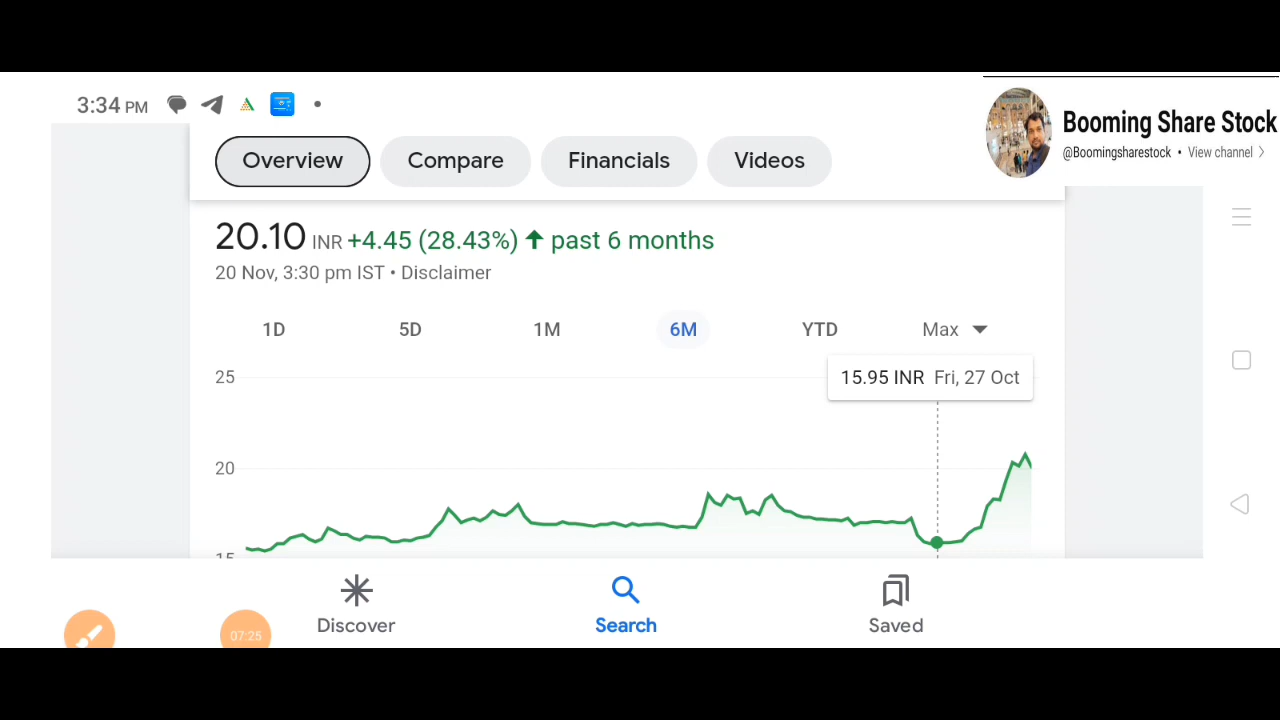 3:34 PM
Booming Share Stock
@Boomingsharestock • View channel >
Overview Compare Financials Videos
20.10 INR +4.45 (28.43%) ↑ past 6 months
20 Nov, 3:30 pm IST • Disclaimer
1D 5D 1M 6M YTD Max
15.95 INR Fri, 27 Oct
25
20
15
Discover Search Saved
07:25